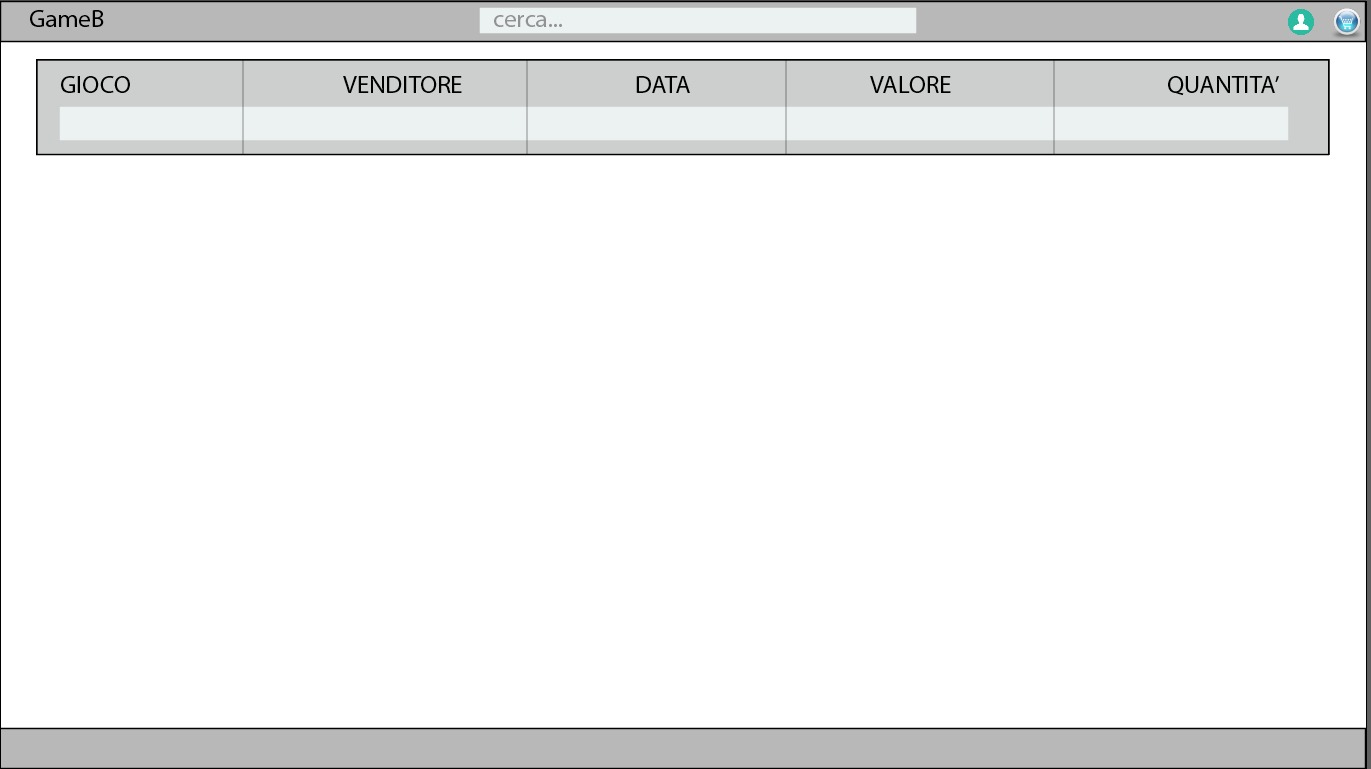 GameB cerca...
GIOCO VENDITORE DATA VALORE QUANTITA’